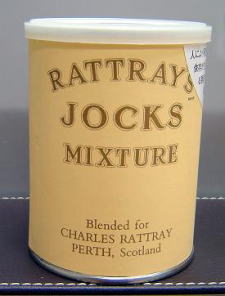 RATTRAY'S
JOCKS
MIXTURE
Blended for
CHARLES RATTRAY
PERTH, Scotland